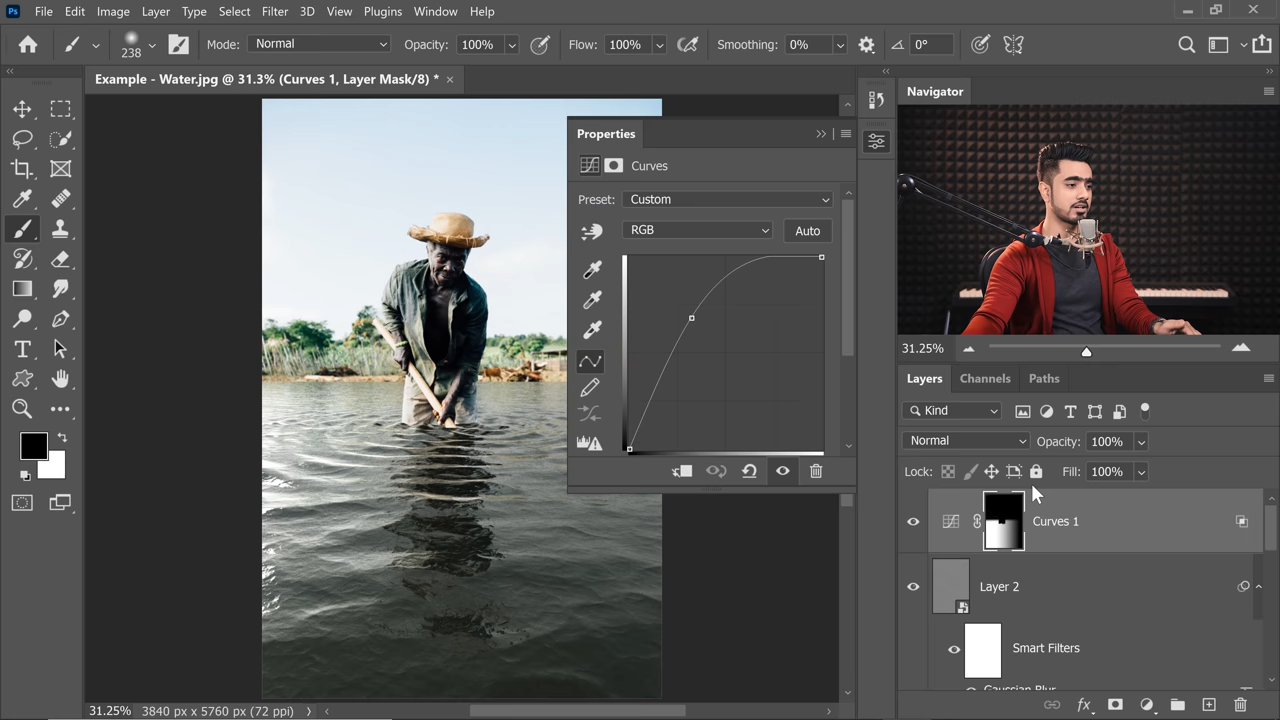 Ps File Edit Image Layer Type Select Filter 3D View Plugins Window Help
238 Mode: Normal Opacity: 100% Flow: 100% Smoothing: 0% 0°
Example - Water.jpg @ 31.3% (Curves 1, Layer Mask/8) *
Navigator
Properties
Curves
Preset: Custom
RGB Auto
31.25%
Layers Channels Paths
Kind
Normal Opacity: 100%
Lock: Fill: 100%
Curves 1
Layer 2
Smart Filters
Gaussian Blur
31.25% 3840 px x 5760 px (72 ppi)